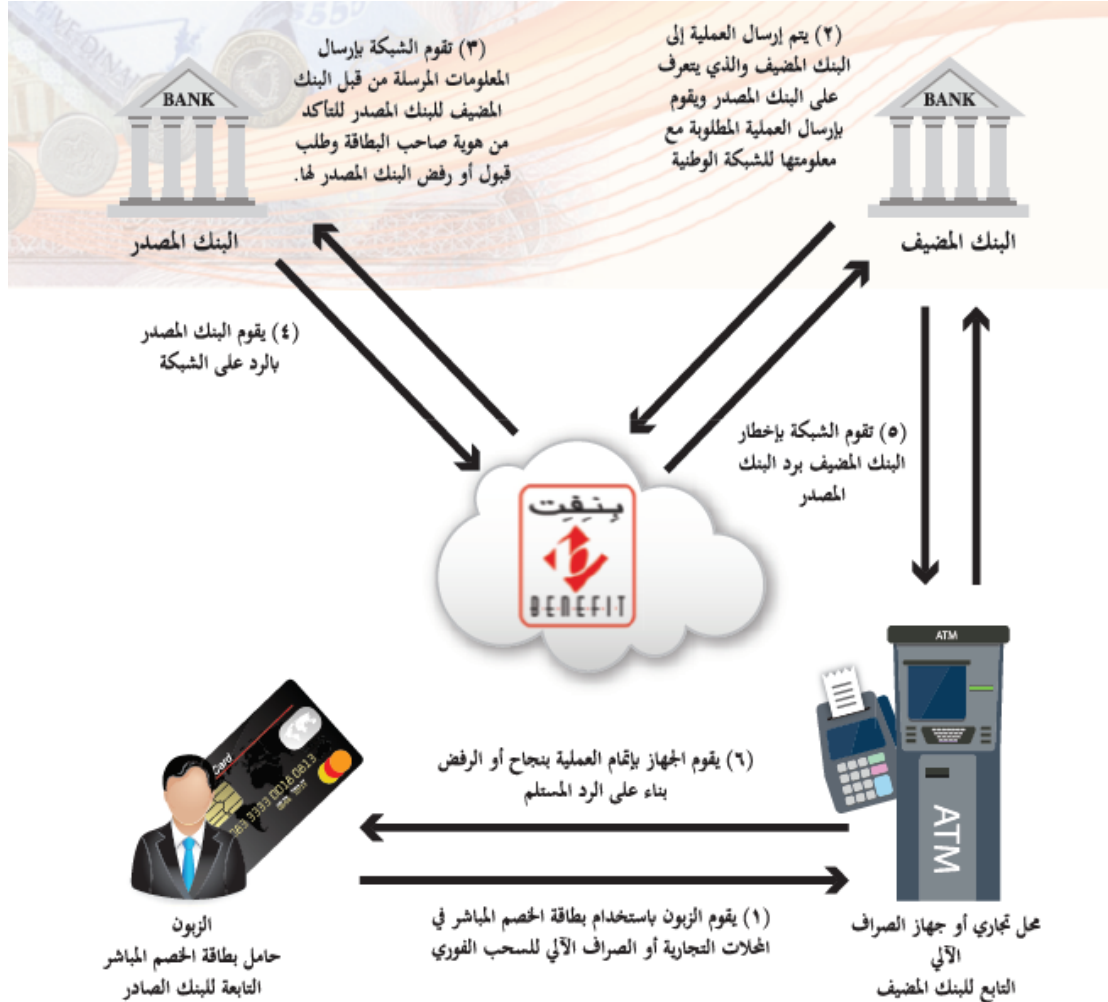 (٣) تقوم الشبكة بإرسال
المعلومات المرسلة من قبل البنك
المضيف للبنك المصدر للتأكد
من هوية صاحب البطاقة وطلب
قبول أو رفض البنك المصدر لها.
(٢) يتم إرسال العملية إلى
البنك المضيف والذي يتعرف
على البنك المصدر ويقوم
بإرسال العملية المطلوبة مع
معلومتها للشبكة الوطنية
BANK
BANK
البنك المصدر
البنك المضيف
(٤) يقوم البنك المصدر
بالرد على الشبكة
(٥) تقوم الشبكة بإخطار
البنك المضيف برد البنك
المصدر
بنفت
BENEFIT
ATM
ATM
Card
(٦) يقوم الجهاز بإتمام العملية بنجاح أو الرفض
بناء على الرد المستلم
(١) يقوم الزبون باستخدام بطاقة الخصم المباشر في
المحلات التجارية أو الصراف الآلي للسحب الفوري
الزبون
حامل بطاقة الخصم المباشر
التابعة للبنك الصادر
محل تجاري أو جهاز الصراف
الآلي
التابع للبنك المضيف